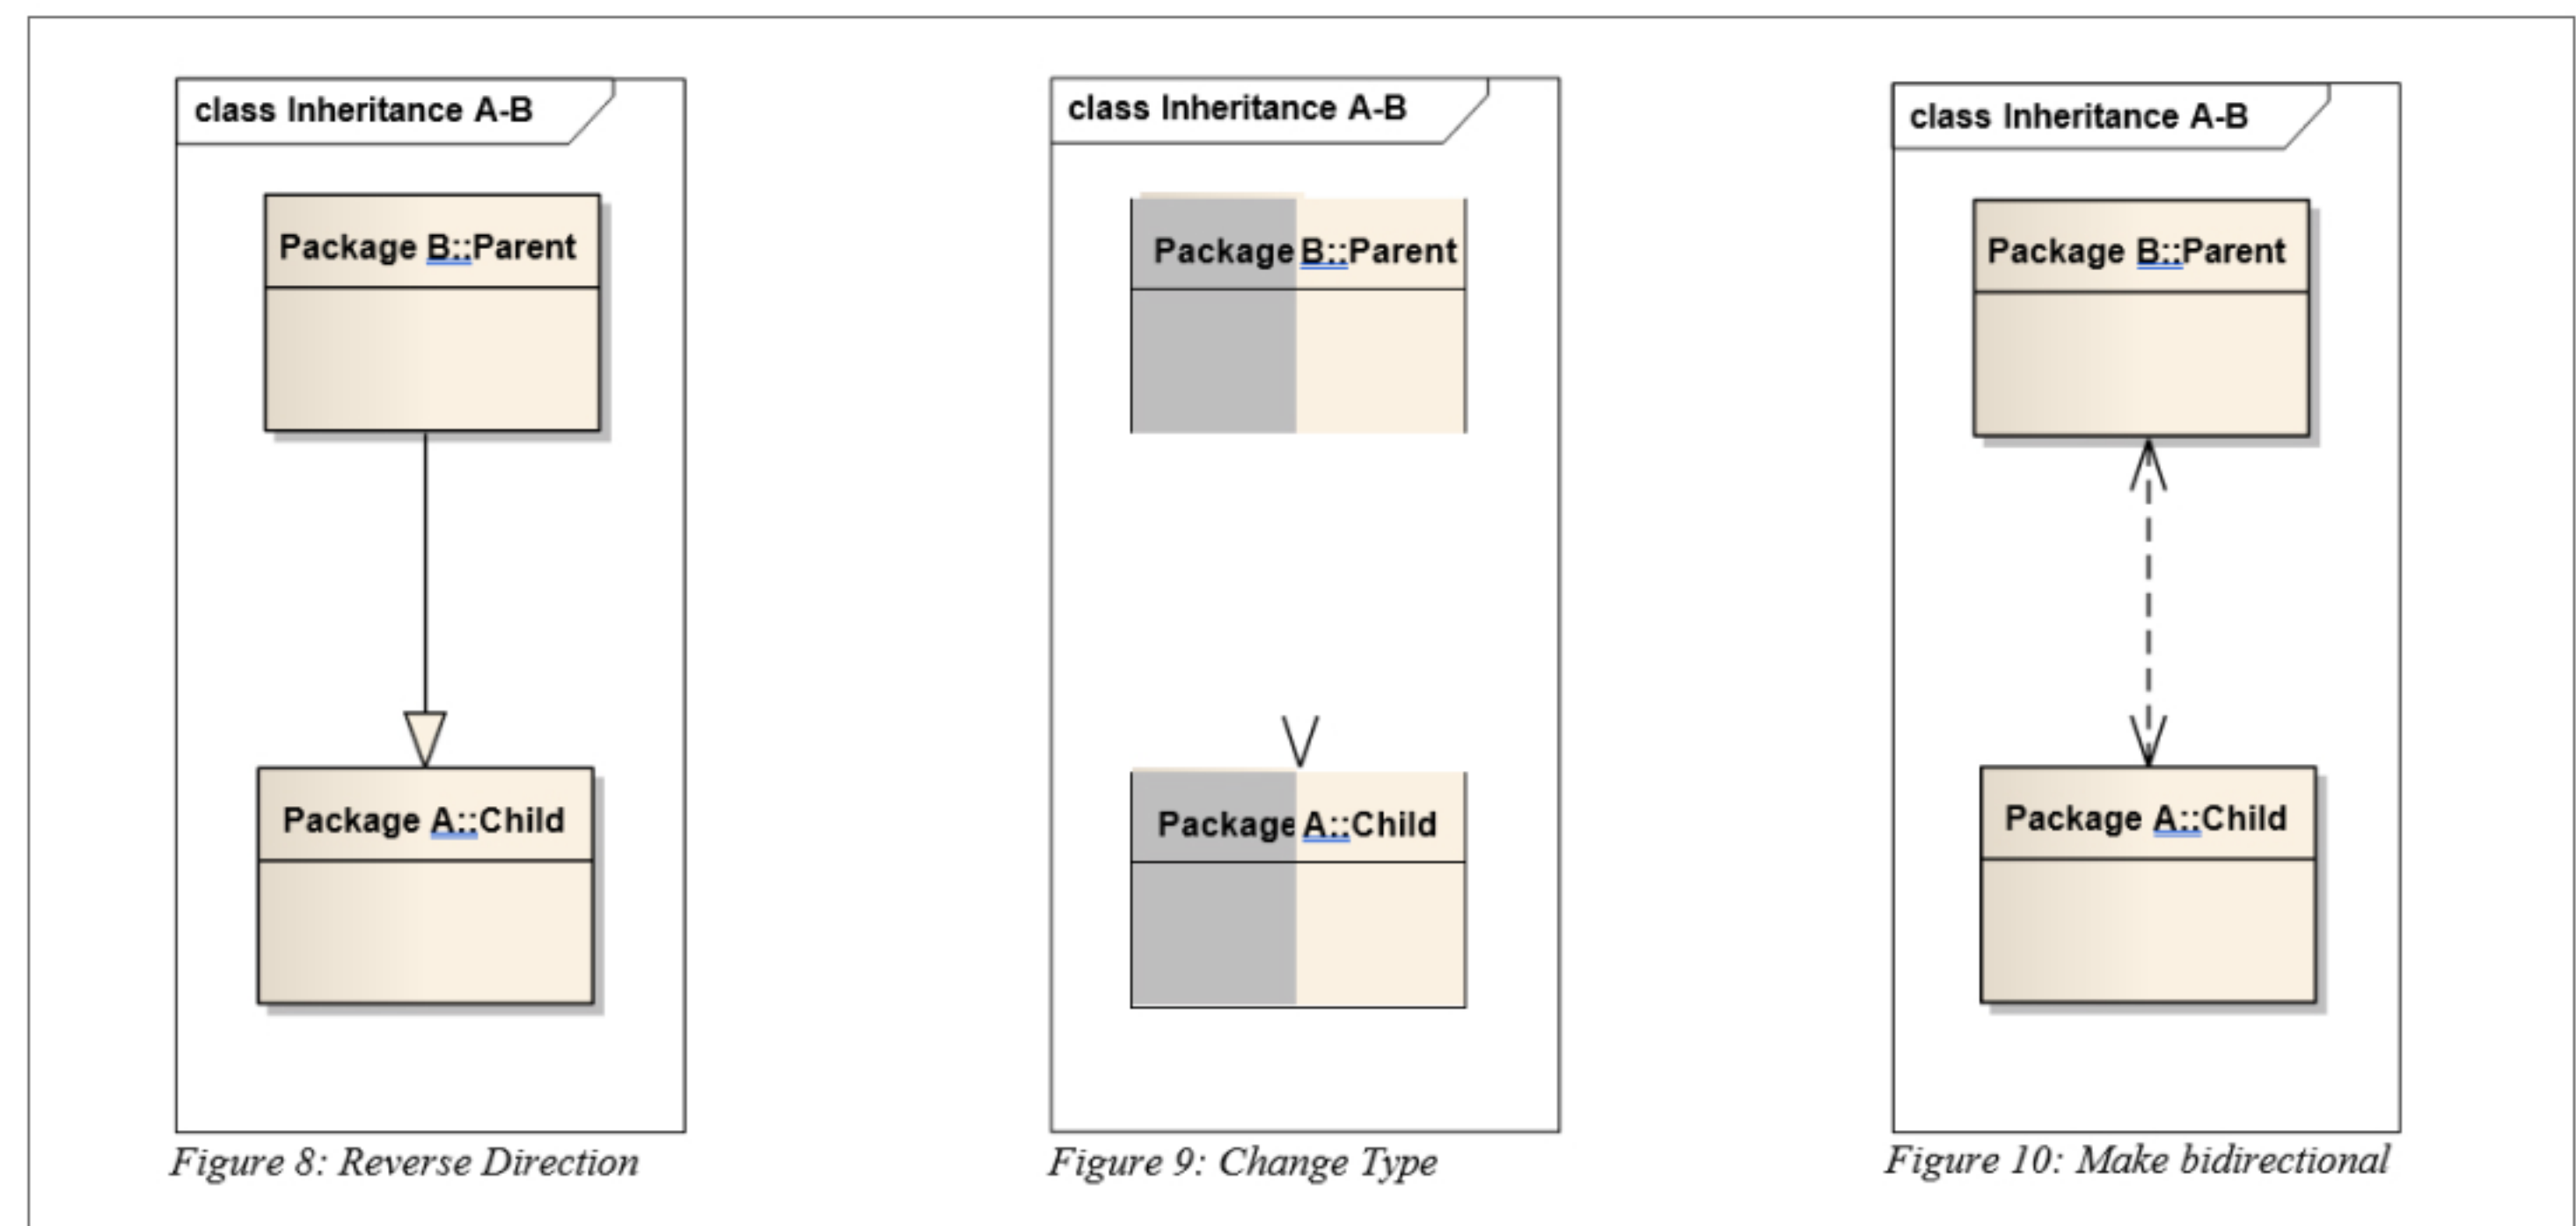 class Inheritance A-B
Package B::Parent
Package A::Child
Figure 8: Reverse Direction
class Inheritance A-B
Package B::Parent
Package A::Child
Figure 9: Change Type
class Inheritance A-B
Package B::Parent
Package A::Child
Figure 10: Make bidirectional